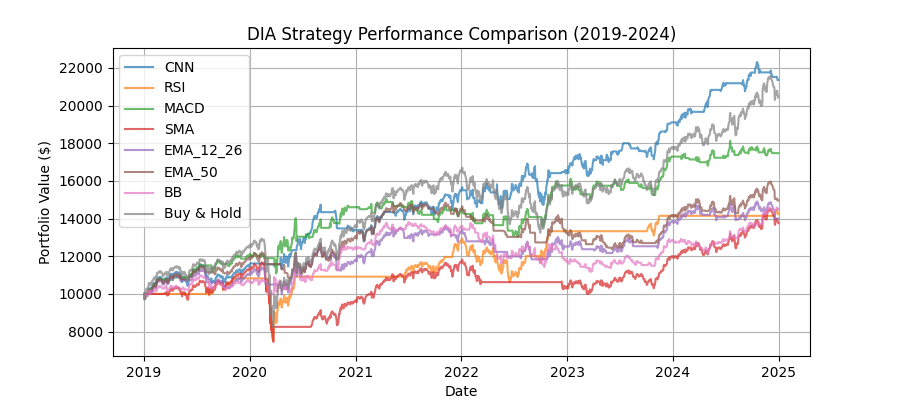 DIA Strategy Performance Comparison (2019-2024)
Portfolio Value ($)
22000
20000
18000
16000
14000
12000
10000
8000
CNN
RSI
MACD
SMA
EMA_12_26
EMA_50
BB
Buy & Hold
2019 2020 2021 2022 2023 2024 2025
Date